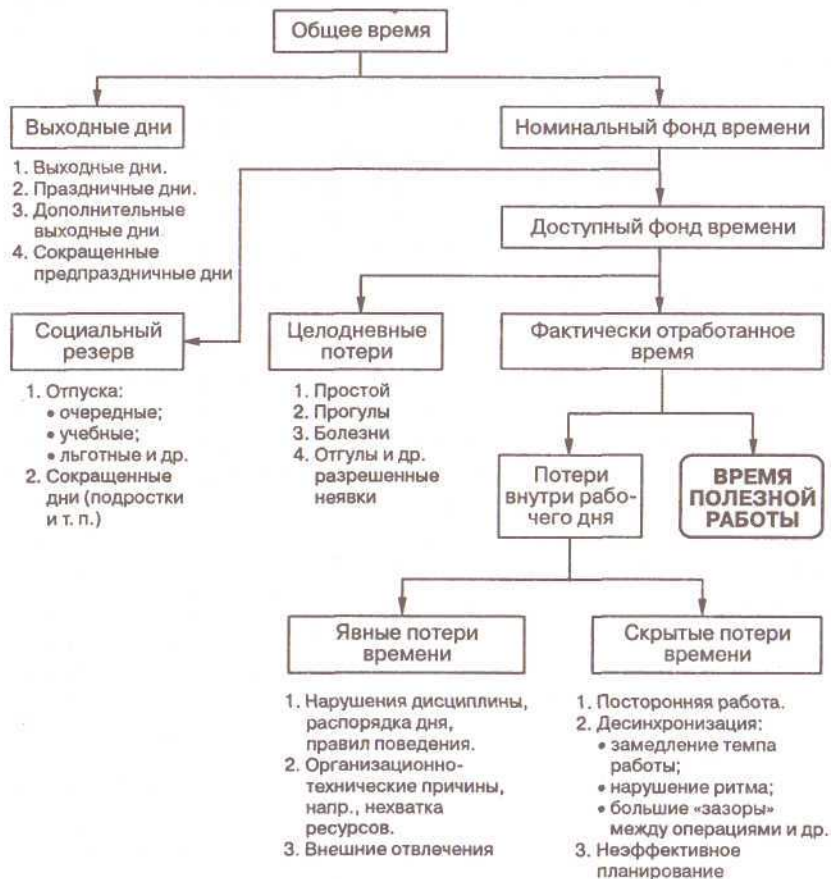 Общее время
Выходные дни
1. Выходные дни.
2. Праздничные дни.
3. Дополнительные
выходные дни
4. Сокращенные
предпраздничные дни
Номинальный фонд времени
Доступный фонд времени
Социальный
резерв
1. Отпуска:
• очередные;
• учебные;
• льготные и др.
2. Сокращенные
дни (подростки
и т. п.)
Целодневные
потери
1. Простой
2. Прогулы
3. Болезни
4. Отгулы и др.
разрешенные
неявки
Фактически отработанное
время
Потери
внутри рабо-
чего дня
ВРЕМЯ
ПОЛЕЗНОЙ
РАБОТЫ
Явные потери
времени
1. Нарушения дисциплины,
распорядка дня,
правил поведения.
2. Организационно-
технические причины,
напр., нехватка
ресурсов.
3. Внешние отвлечения
Скрытые потери
времени
1. Посторонняя работа.
2. Десинхронизация:
• замедление темпа
работы;
• нарушение ритма;
• большие «зазоры»
между операциями и др.
3. Неэффективное
планирование